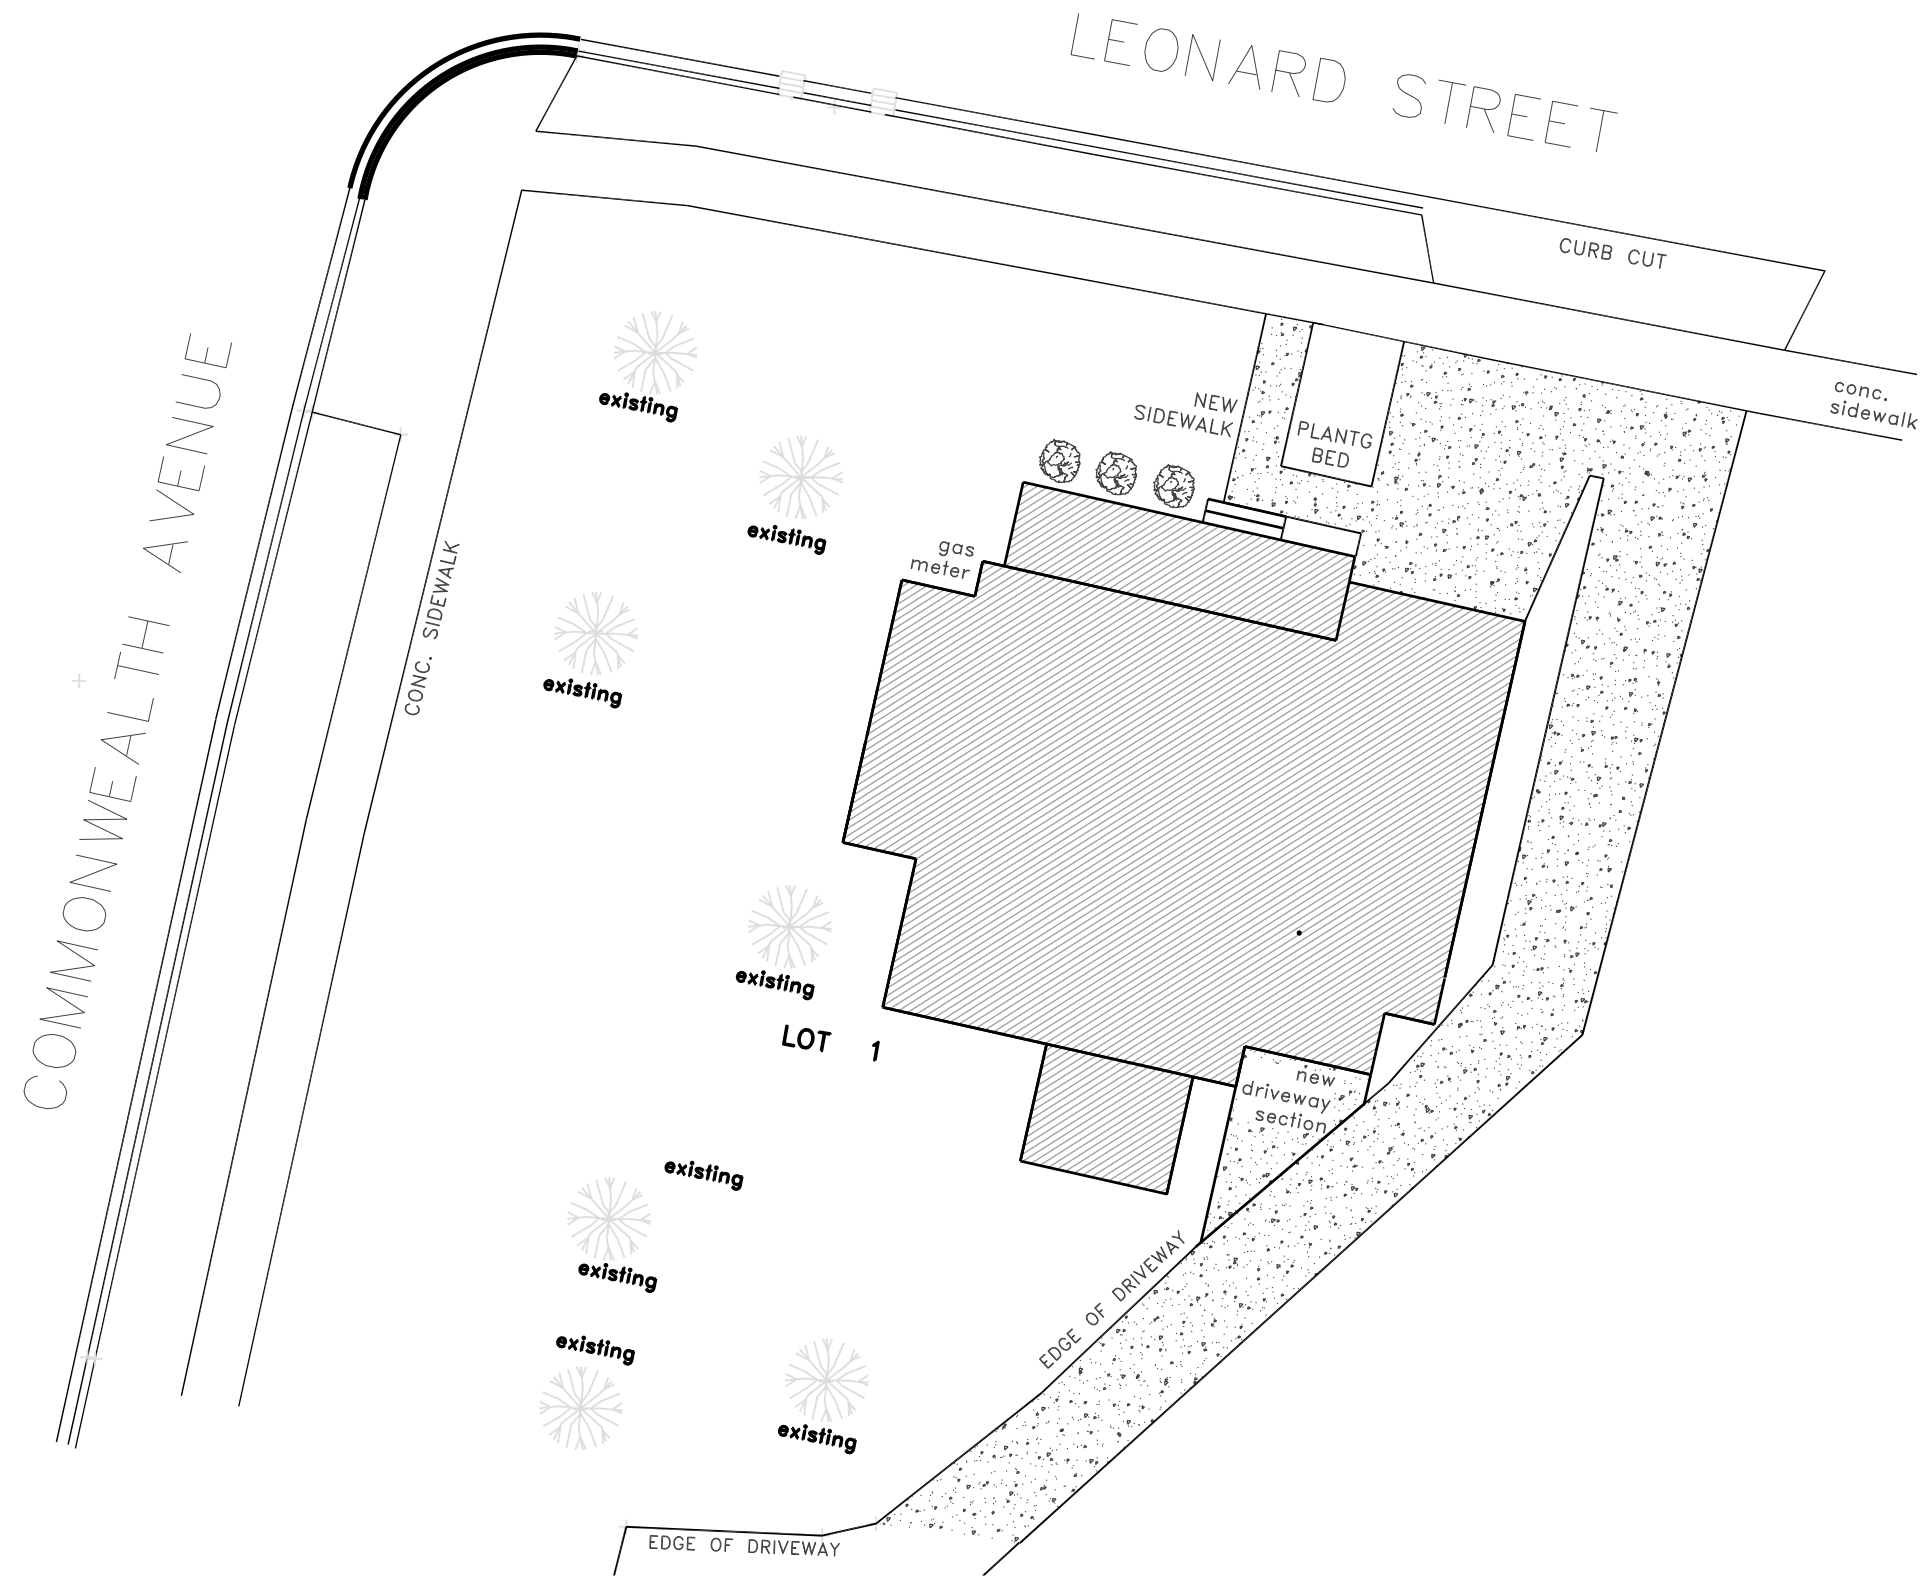 LEONARD STREET
CURB CUT
conc.
sidewalk
COMMONWEALTH AVENUE
existing
NEW
SIDEWALK
PLANTG
BED
existing
gas
meter
CONC. SIDEWALK
existing
existing
LOT 1
new
driveway
section
existing
existing
EDGE OF DRIVEWAY
existing
existing
EDGE OF DRIVEWAY